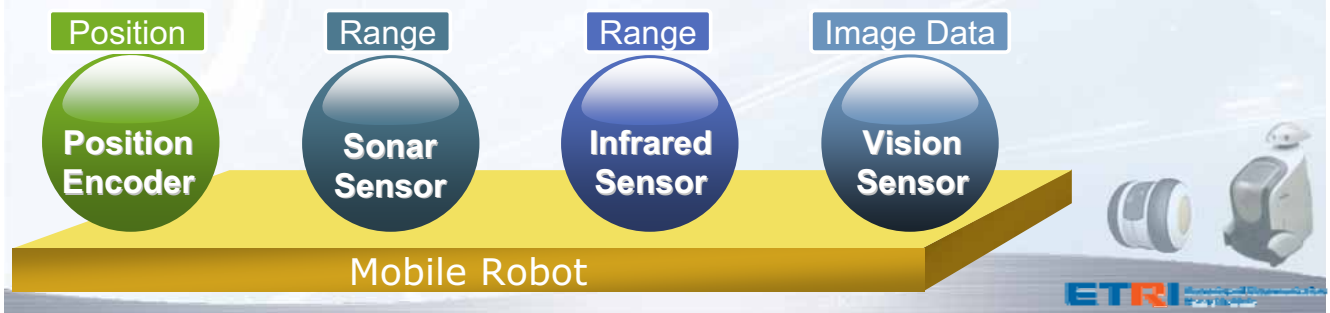 Position
Range
Range
Image Data
Position
Encoder
Sonar
Sensor
Infrared
Sensor
Vision
Sensor
Mobile Robot
ETRI